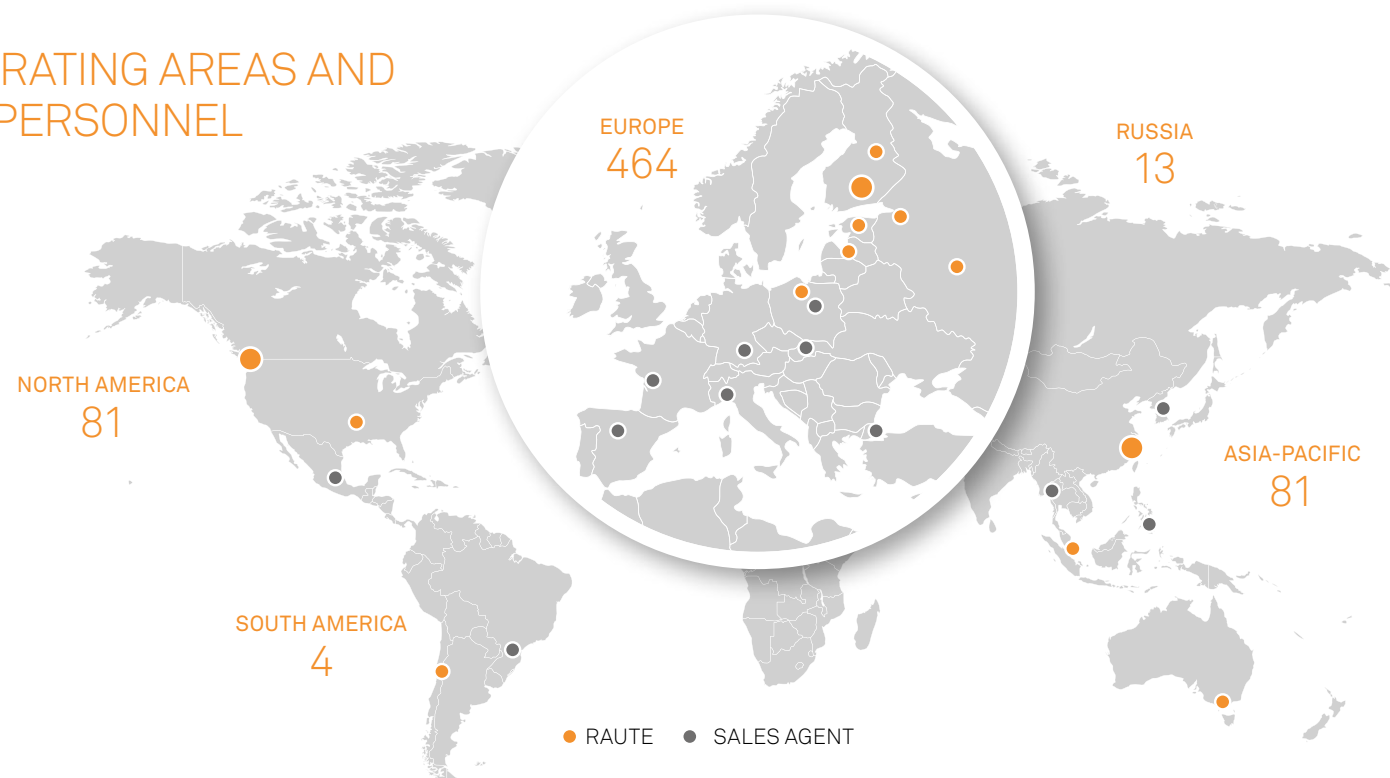 RATING AREAS AND
PERSONNEL
EUROPE
464
RUSSIA
13
NORTH AMERICA
81
ASIA-PACIFIC
81
SOUTH AMERICA
4
RAUTE
SALES AGENT